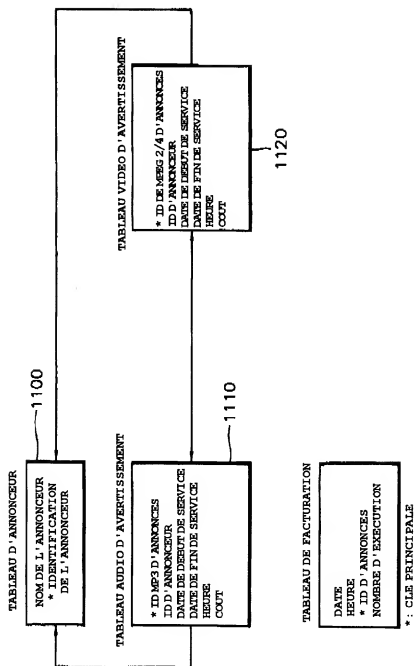 TABLEAU D'ANNONCEUR
1100
NOM DE L'ANNONCEUR
* IDENTIFICATION
DE L'ANNONCEUR
TABLEAU AUDIO D'AVERTISSEMENT
* ID MP3 D'ANNONCES
ID D'ANNONCEUR
DATE DE DEBUT DE SERVICE
DATE DE FIN DE SERVICE
HEURE
COUT
1110
TABLEAU VIDEO D'AVERTISSEMENT
* ID DE MPEG 2/4 D'ANNONCES
ID D'ANNONCEUR
DATE DE DEBUT DE SERVICE
DATE DE FIN DE SERVICE
HEURE
COUT
1120
TABLEAU DE FACTURATION
DATE
HEURE
* ID D'ANNONCES
NOMBRE D'EXECUTION
*: CLE PRINCIPALE